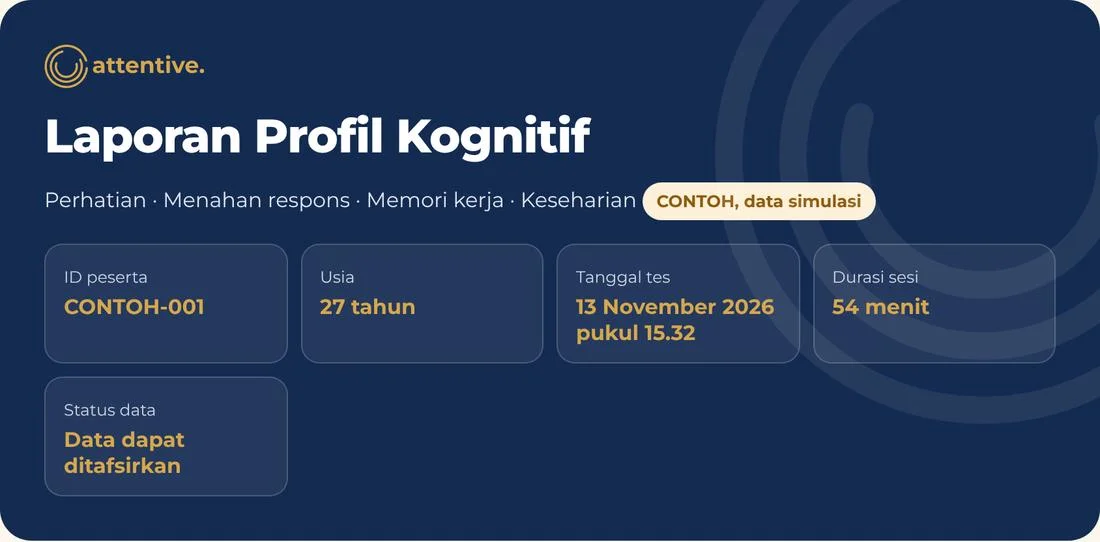 attentive.
Laporan Profil Kognitif
Perhatian · Menahan respons · Memori kerja · Keseharian CONTOH, data simulasi
ID peserta
CONTOH-001
Usia
27 tahun
Tanggal tes
13 November 2026
pukul 15.32
Durasi sesi
54 menit
Status data
Data dapat
ditafsirkan